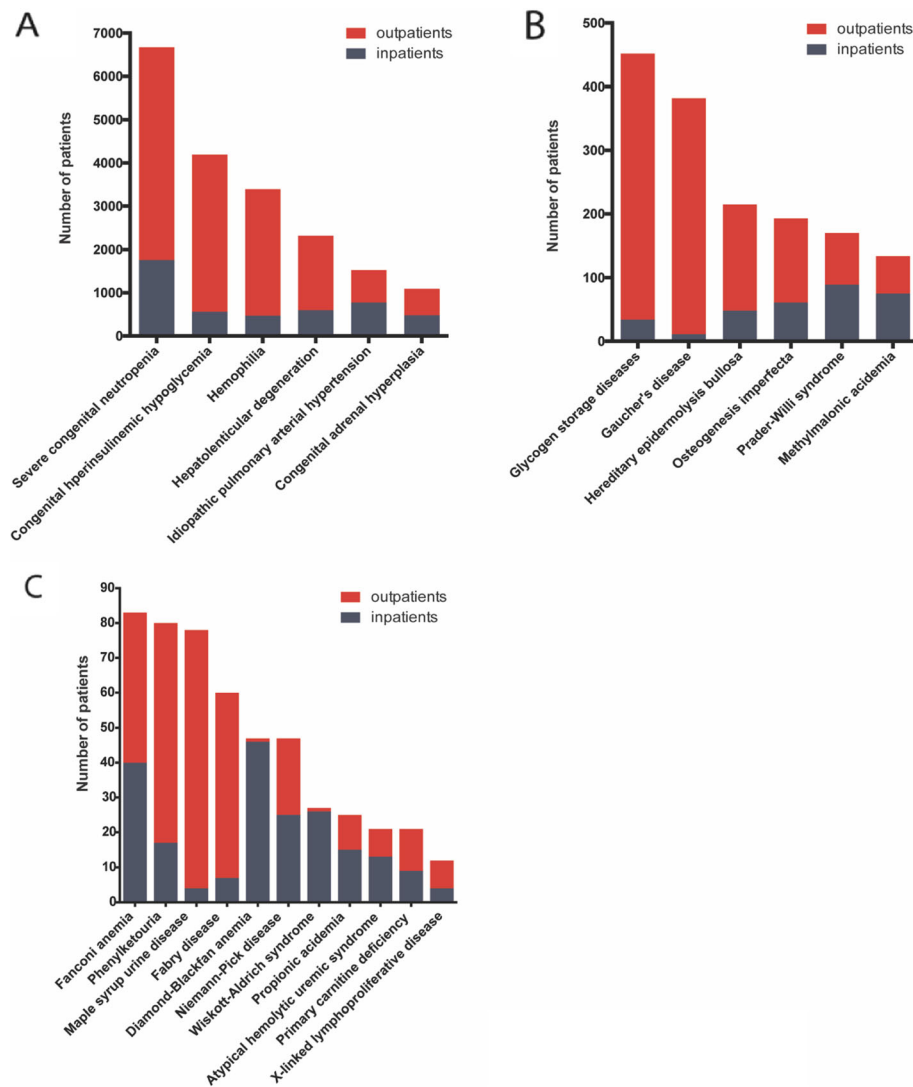 A
7000
6000
5000
4000
3000
2000
1000
0
Number of patients
outpatients
inpatients
Severe congenital neutropenia
Congenital hperinsulinemic hypoglycemia
Hemophilia
Hepatolenticular degeneration
Idiopathic pulmonary arterial hypertension
Congenital adrenal hyperplasia
B
500
400
300
200
100
0
Number of patients
outpatients
inpatients
Glycogen storage diseases
Gaucher's disease
Hereditary epidermolysis bullosa
Osteogenesis imperfecta
Prader-Willi syndrome
Methylmalonic acidemia
C
90
80
70
60
50
40
30
20
10
0
Number of patients
outpatients
inpatients
Fanconi anemia
Phenylketouria
Maple syrup urine disease
Fabry disease
Diamond-Blackfan anemia
Niemann-Pick disease
Wiskott-Aldrich syndrome
Propionic acidemia
Atypical hemolytic uremic syndrome
Primary carnitine deficiency
X-linked lymphoproliferative disease